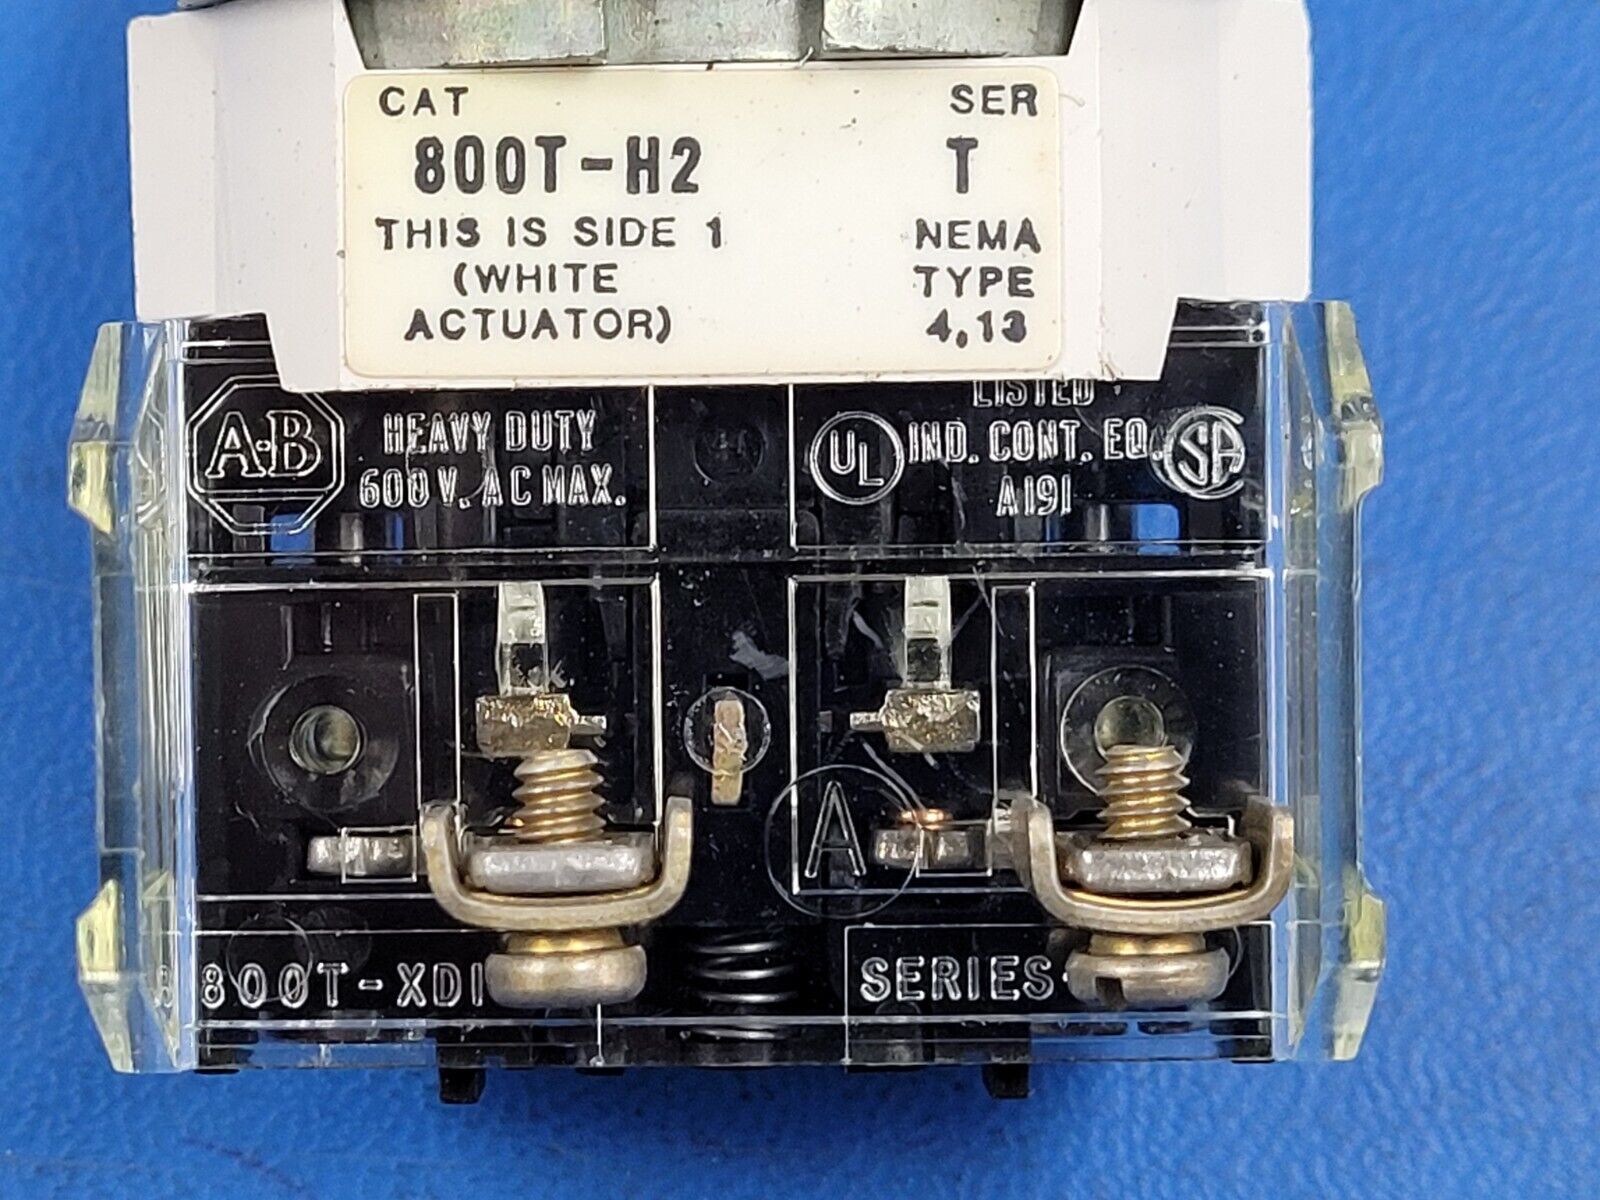 CAT SER
800T-H2 T
THIS IS SIDE 1 NEMA
(WHITE TYPE
ACTUATOR) 4,13
LISTED
A·B HEAVY DUTY UL IND. CONT. EQ. SA
600V. AC MAX. A191
A
800T-XD1 SERIES